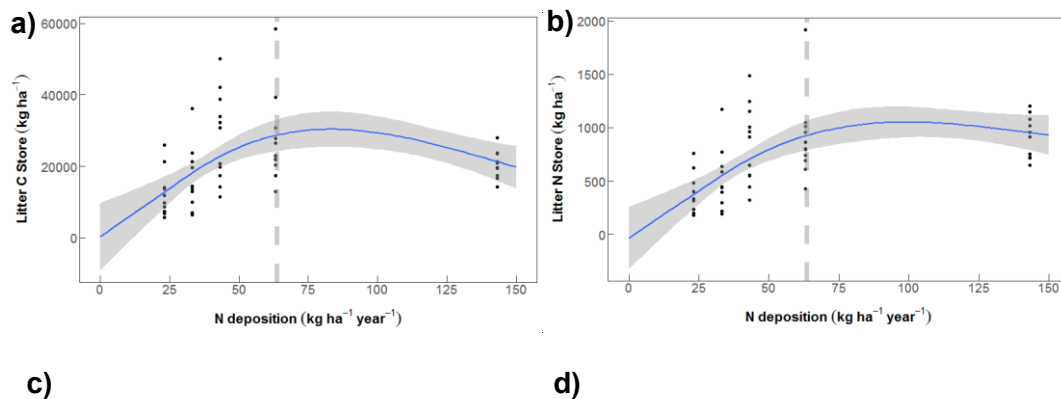 a)
Litter C Store (kg ha⁻¹)
60000
40000
20000
0
0 25 50 75 100 125 150
N deposition (kg ha⁻¹ year⁻¹)
b)
Litter N Store (kg ha⁻¹)
2000
1500
1000
500
0
0 25 50 75 100 125 150
N deposition (kg ha⁻¹ year⁻¹)
c)
d)